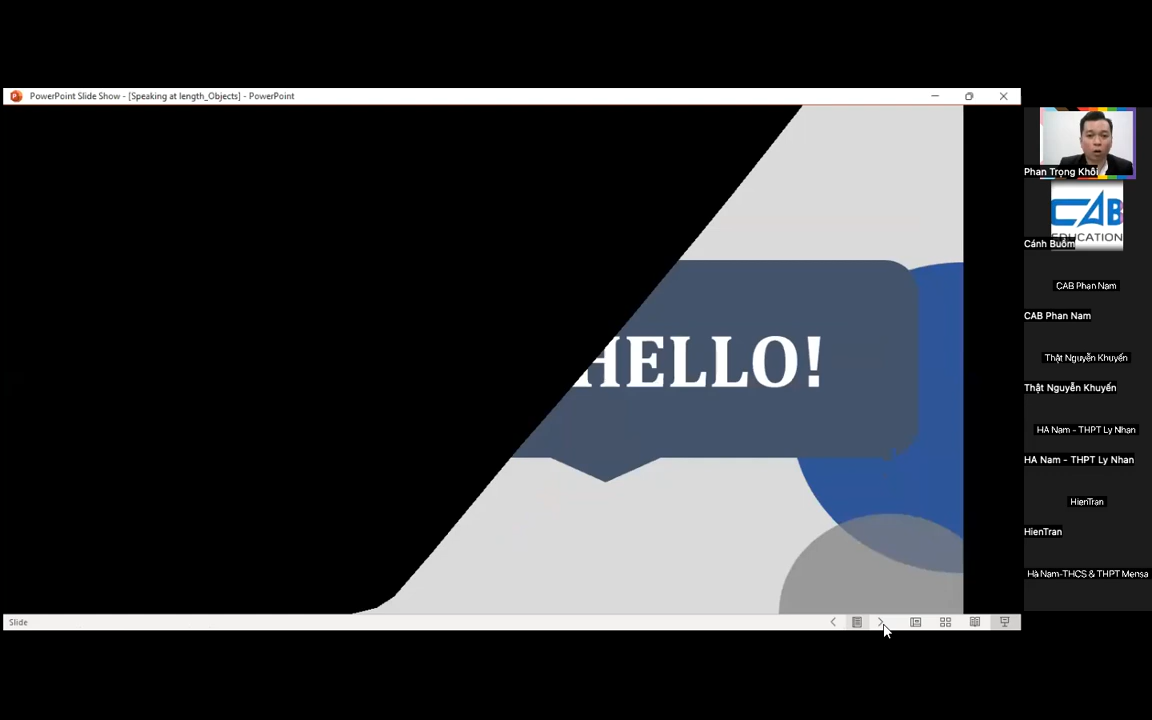 PowerPoint Slide Show - [Speaking at length_Objects] - PowerPoint
HELLO!
Slide
Phan Trọng Khôi
CAB
EDUCATION
Cánh Buồm
CAB Phan Nam
CAB Phan Nam
Thật Nguyễn Khuyến
Thật Nguyễn Khuyến
HA Nam - THPT Ly Nhan
HA Nam - THPT Ly Nhan
HienTran
HienTran
Hà Nam-THCS & THPT Mensa